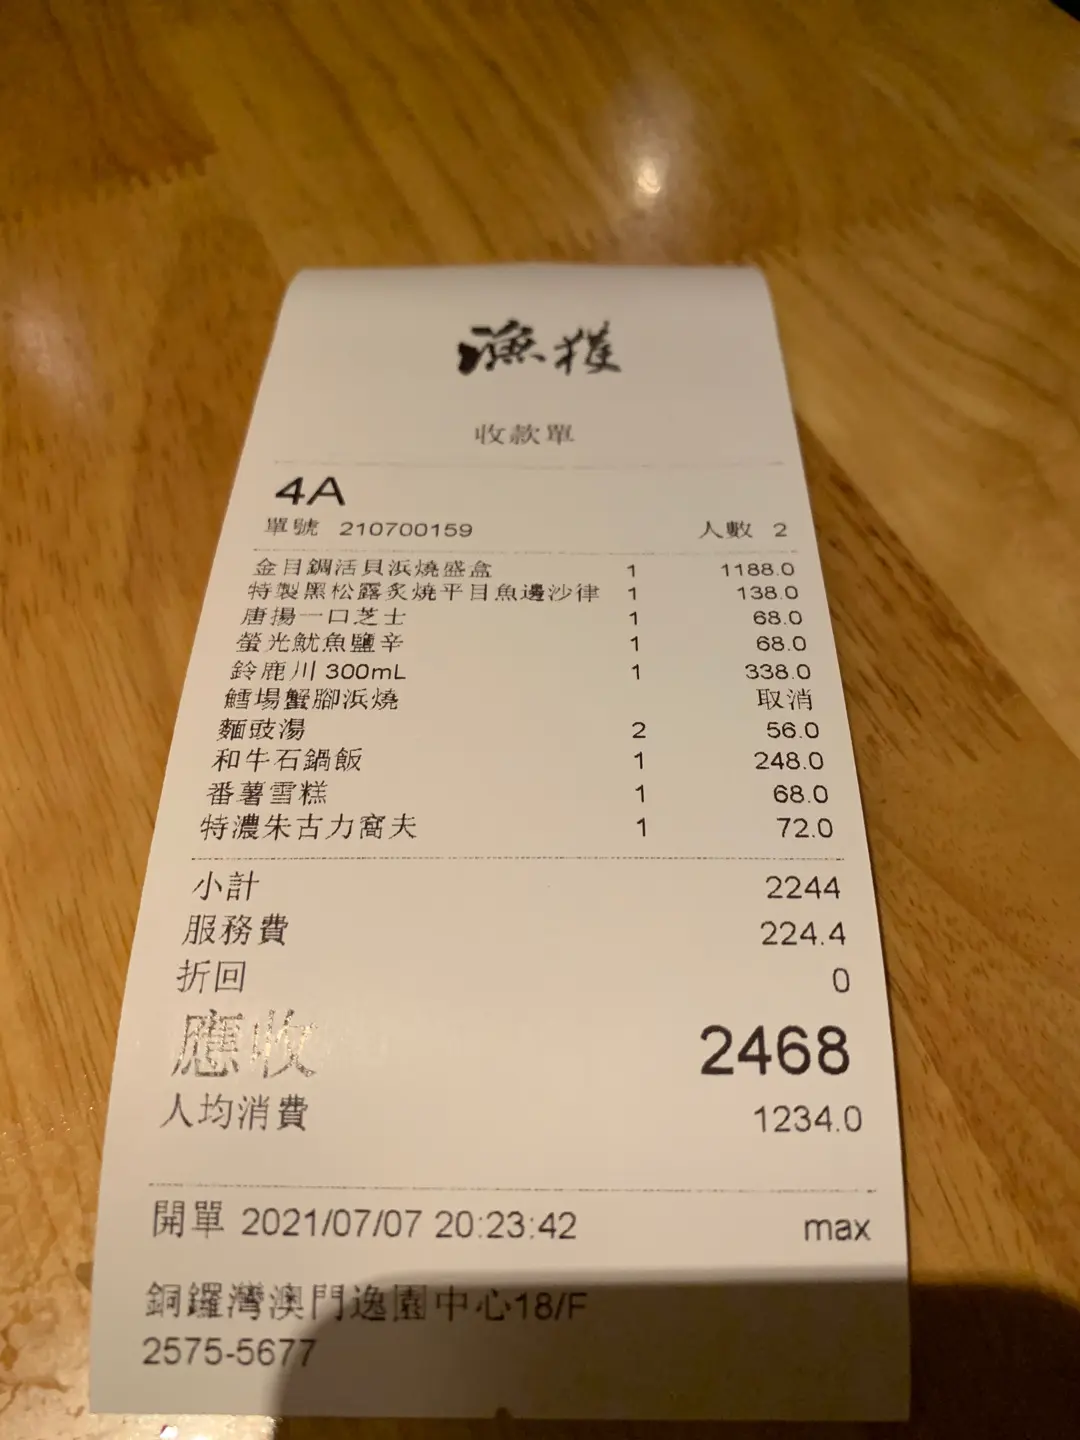 漁獲
收款單
4A
單號 210700159 人數 2
金目鯛活貝浜燒盛盒 1 1188.0
特製黑松露炙燒平目魚邊沙律 1 138.0
唐揚一口芝士 1 68.0
螢光魷魚鹽辛 1 68.0
鈴鹿川 300mL 1 338.0
鱈場蟹腳浜燒 取消
麵豉湯 2 56.0
和牛石鍋飯 1 248.0
番薯雪糕 1 68.0
特濃朱古力窩夫 1 72.0
小計 2244
服務費 224.4
折回 0
應收 2468
人均消費 1234.0
開單 2021/07/07 20:23:42 max
銅鑼灣澳門逸園中心18/F
2575-5677